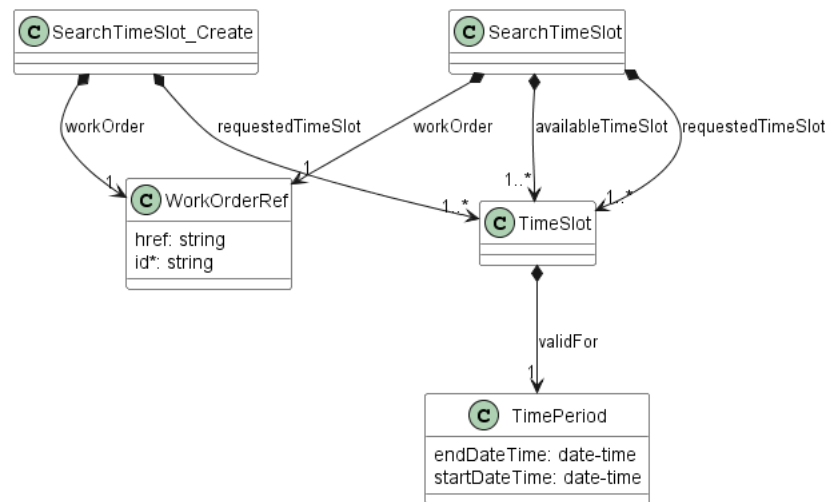 C SearchTimeSlot_Create
C SearchTimeSlot
workOrder
requestedTimeSlot
workOrder
availableTimeSlot
requestedTimeSlot
1
1
1..*
1..*
1..*
C WorkOrderRef
href: string
id*: string
C TimeSlot
validFor
1
C TimePeriod
endDateTime: date-time
startDateTime: date-time